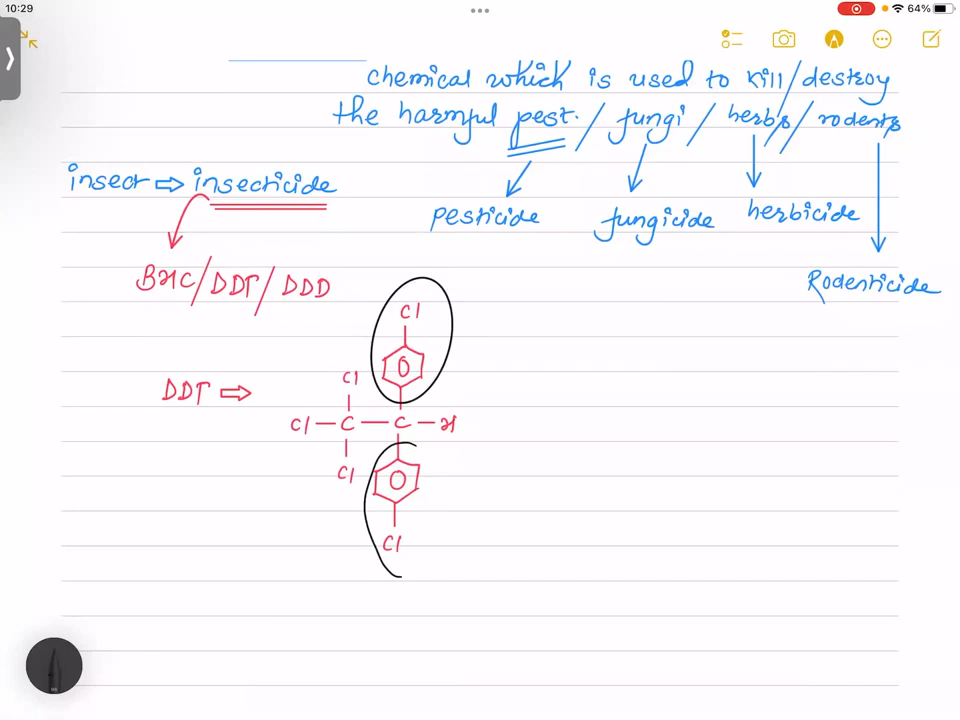 10:29
64%
chemical which is used to kill/destroy
the harmful pest. / fungi / herbs / rodents
insect ⇒ insecticide
pesticide fungicide herbicide
Rodenticide
BHC/DDT/DDD
Cl
Cl
DDT ⇒
Cl — C — C — H
Cl
Cl